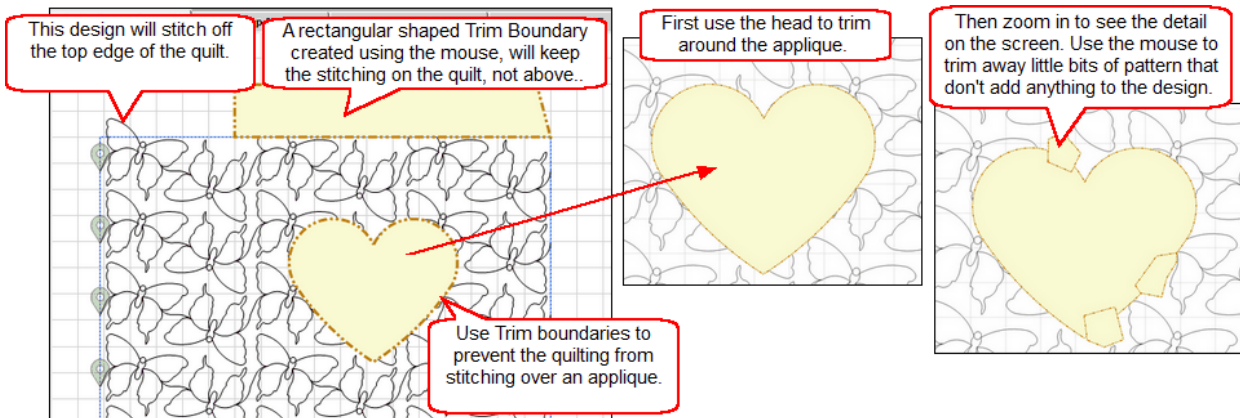 This design will stitch off
the top edge of the quilt.
A rectangular shaped Trim Boundary
created using the mouse, will keep
the stitching on the quilt, not above..
First use the head to trim
around the applique.
Then zoom in to see the detail
on the screen. Use the mouse to
trim away little bits of pattern that
don't add anything to the design.
Use Trim boundaries to
prevent the quilting from
stitching over an applique.